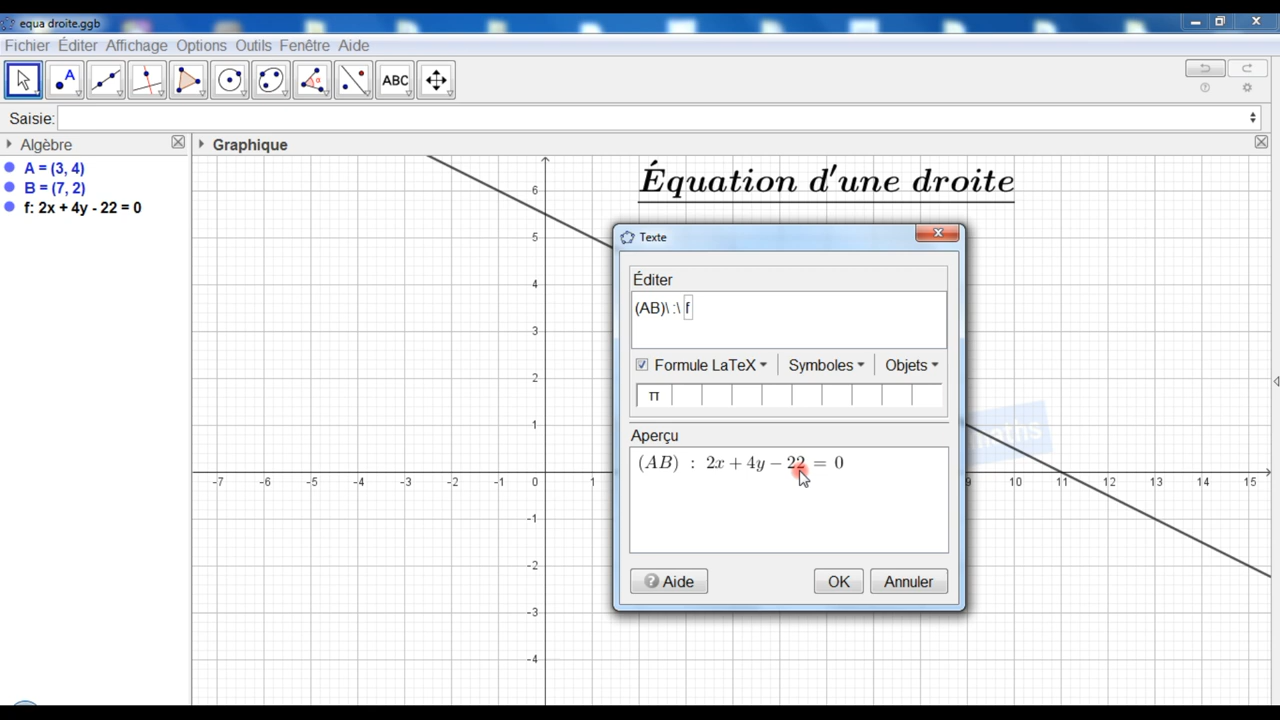 equa droite.ggb
Fichier Éditer Affichage Options Outils Fenêtre Aide
A
ABC
Saisie:
Algèbre
Graphique
A = (3, 4)
B = (7, 2)
f: 2x + 4y - 22 = 0
Équation d'une droite
6
5
4
3
2
1
-1
-2
-3
-4
-7 -6 -5 -4 -3 -2 -1 0 1 9 10 11 12 13 14 15
Texte
Éditer
(AB)\ :\ f
Formule LaTeX Symboles Objets
π
Aperçu
(AB) : 2x + 4y − 22 = 0
Aide OK Annuler
maths